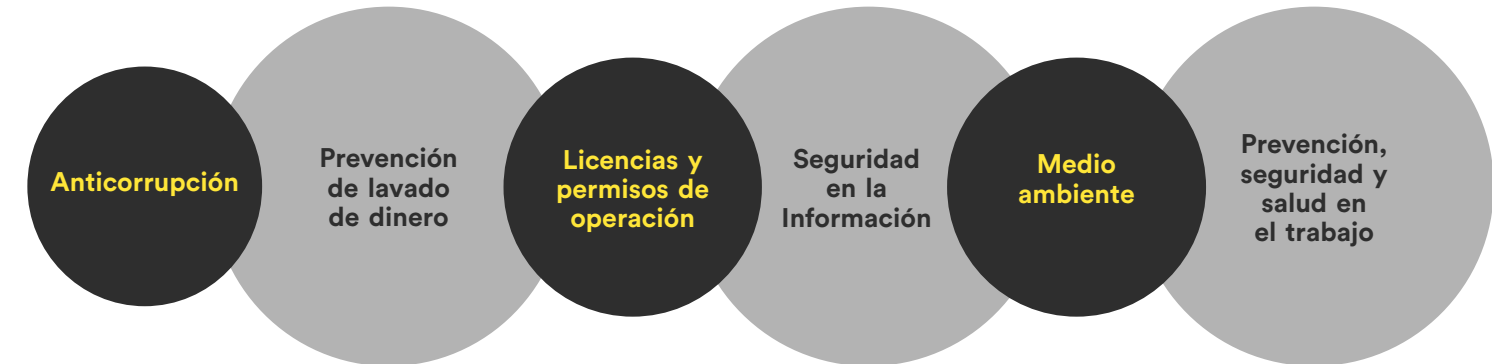 Anticorrupción
Prevención
de lavado
de dinero
Licencias y
permisos de
operación
Seguridad
en la
Información
Medio
ambiente
Prevención,
seguridad y
salud en
el trabajo